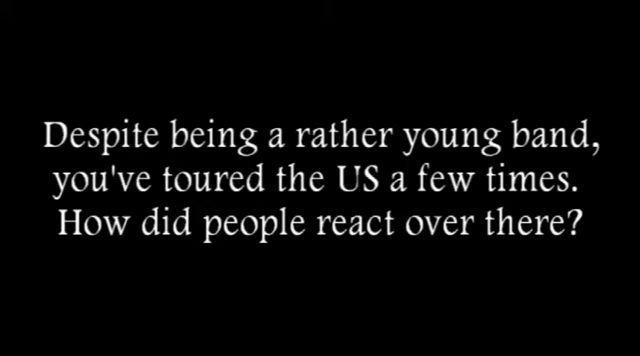 Despite being a rather young band,
you've toured the US a few times.
How did people react over there?